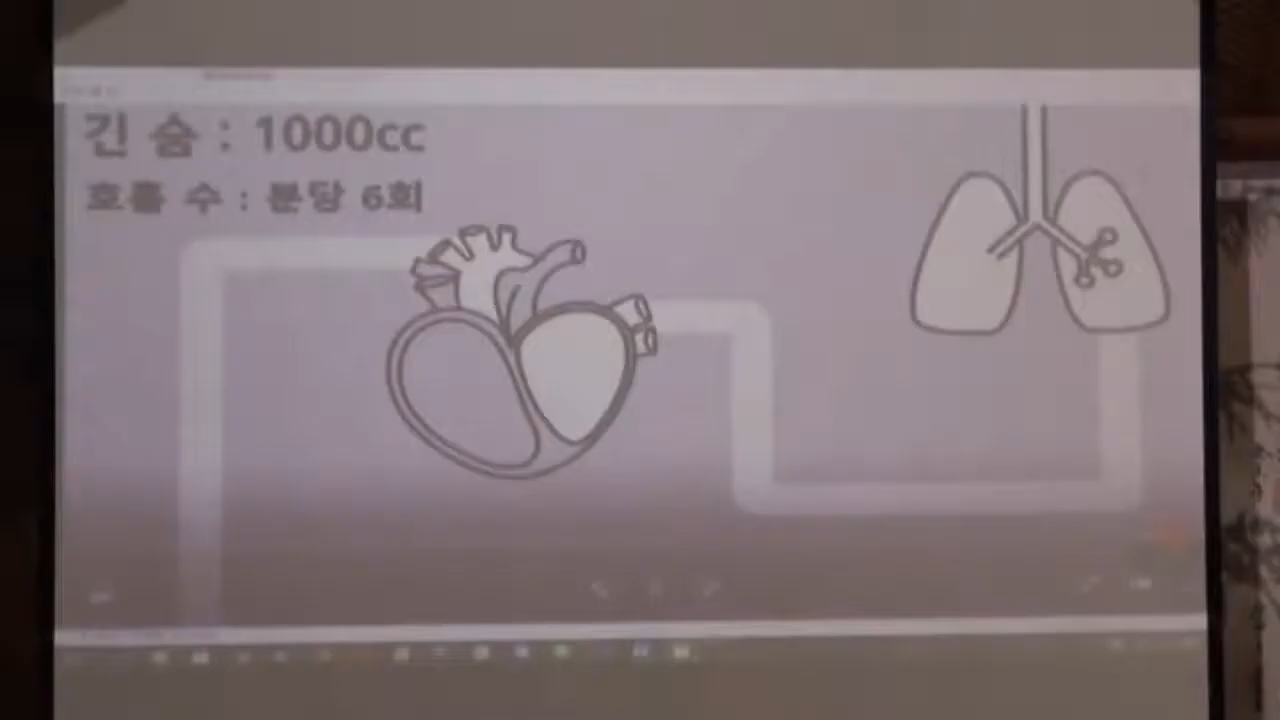 긴 숨 : 1000cc
호흡 수 : 분당 6회